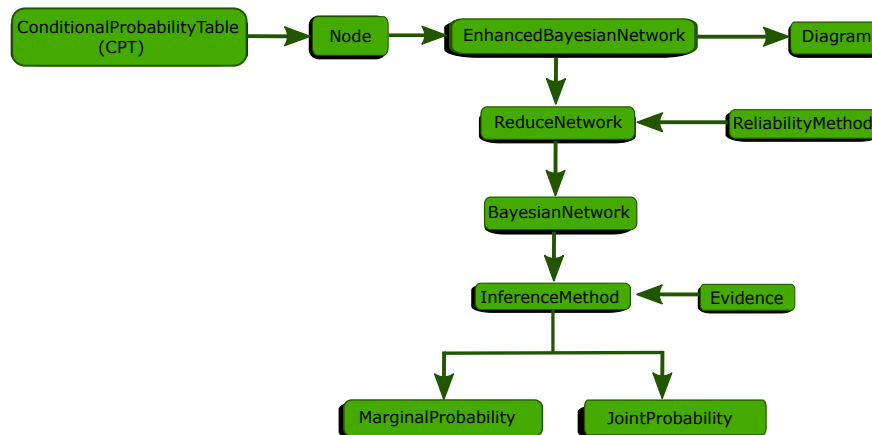 ConditionalProbabilityTable
(CPT)
Node
EnhancedBayesianNetwork
Diagram
ReduceNetwork
ReliabilityMethod
BayesianNetwork
InferenceMethod
Evidence
MarginalProbability
JointProbability